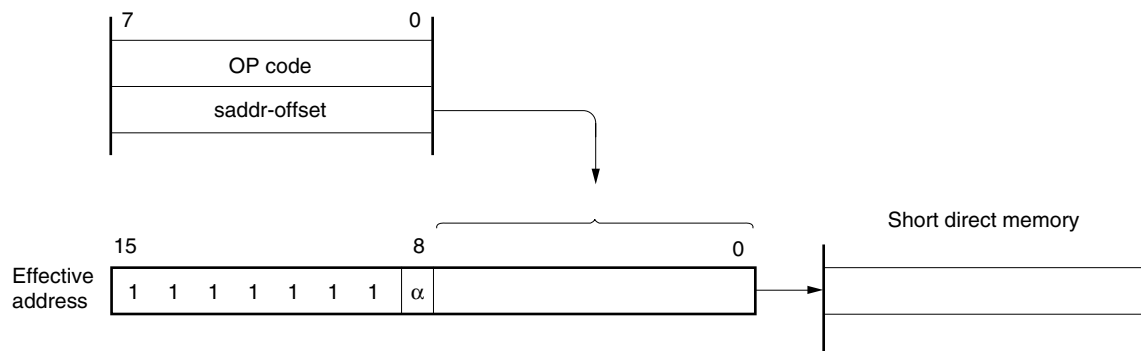 7 0
OP code
saddr-offset
Short direct memory
15 8 0
Effective
address
1 1 1 1 1 1 1 α